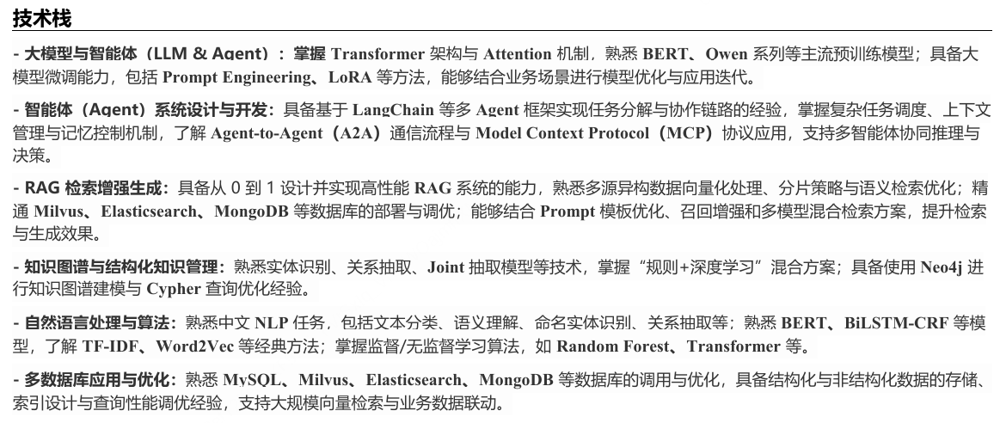 技术栈
- 大模型与智能体（LLM & Agent）：掌握 Transformer 架构与 Attention 机制，熟悉 BERT、Qwen 系列等主流预训练模型；具备大
模型微调能力，包括 Prompt Engineering、LoRA 等方法，能够结合业务场景进行模型优化与应用迭代。
- 智能体（Agent）系统设计与开发：具备基于 LangChain 等多 Agent 框架实现任务分解与协作链路的经验，掌握复杂任务调度、上下文
管理与记忆控制机制，了解 Agent-to-Agent（A2A）通信流程与 Model Context Protocol（MCP）协议应用，支持多智能体协同推理与
决策。
- RAG 检索增强生成：具备从 0 到 1 设计并实现高性能 RAG 系统的能力，熟悉多源异构数据向量化处理、分片策略与语义检索优化；精
通 Milvus、Elasticsearch、MongoDB 等数据库的部署与调优；能够结合 Prompt 模板优化、召回增强和多模型混合检索方案，提升检索
与生成效果。
- 知识图谱与结构化知识管理：熟悉实体识别、关系抽取、Joint 抽取模型等技术，掌握“规则+深度学习”混合方案；具备使用 Neo4j 进
行知识图谱建模与 Cypher 查询优化经验。
- 自然语言处理与算法：熟悉中文 NLP 任务，包括文本分类、语义理解、命名实体识别、关系抽取等；熟悉 BERT、BiLSTM-CRF 等模
型，了解 TF-IDF、Word2Vec 等经典方法；掌握监督/无监督学习算法，如 Random Forest、Transformer 等。
- 多数据库应用与优化：熟悉 MySQL、Milvus、Elasticsearch、MongoDB 等数据库的调用与优化，具备结构化与非结构化数据的存储、
索引设计与查询性能调优经验，支持大规模向量检索与业务数据联动。